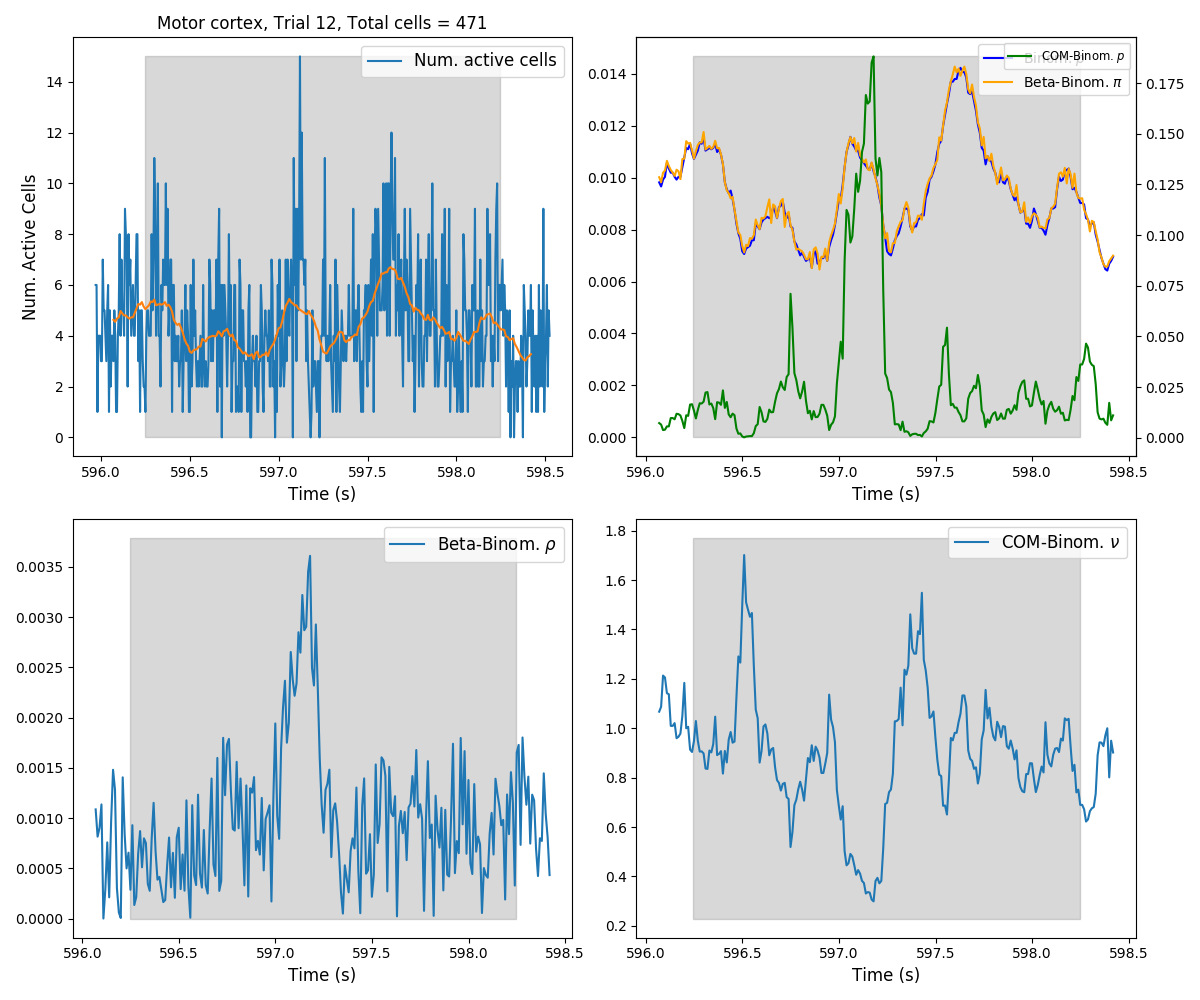 Motor cortex, Trial 12, Total cells = 471
Num. active cells
Num. Active Cells
14
12
10
8
6
4
2
0
596.0 596.5 597.0 597.5 598.0 598.5
Time (s)
COM-Binom. p
Binom. p
Beta-Binom. π
0.014
0.012
0.010
0.008
0.006
0.004
0.002
0.000
0.175
0.150
0.125
0.100
0.075
0.050
0.025
0.000
596.0 596.5 597.0 597.5 598.0 598.5
Time (s)
Beta-Binom. ρ
0.0035
0.0030
0.0025
0.0020
0.0015
0.0010
0.0005
0.0000
596.0 596.5 597.0 597.5 598.0 598.5
Time (s)
COM-Binom. ν
1.8
1.6
1.4
1.2
1.0
0.8
0.6
0.4
0.2
596.0 596.5 597.0 597.5 598.0 598.5
Time (s)